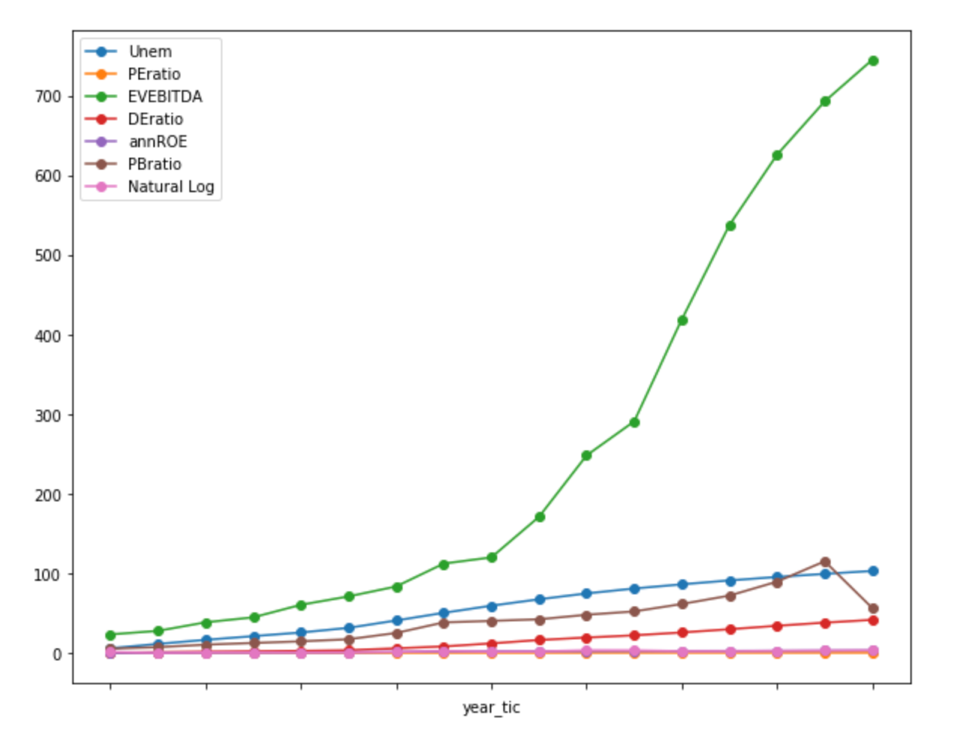 Unem
PEratio
EVEBITDA
DEratio
annROE
PBratio
Natural Log
700
600
500
400
300
200
100
0
year_tic